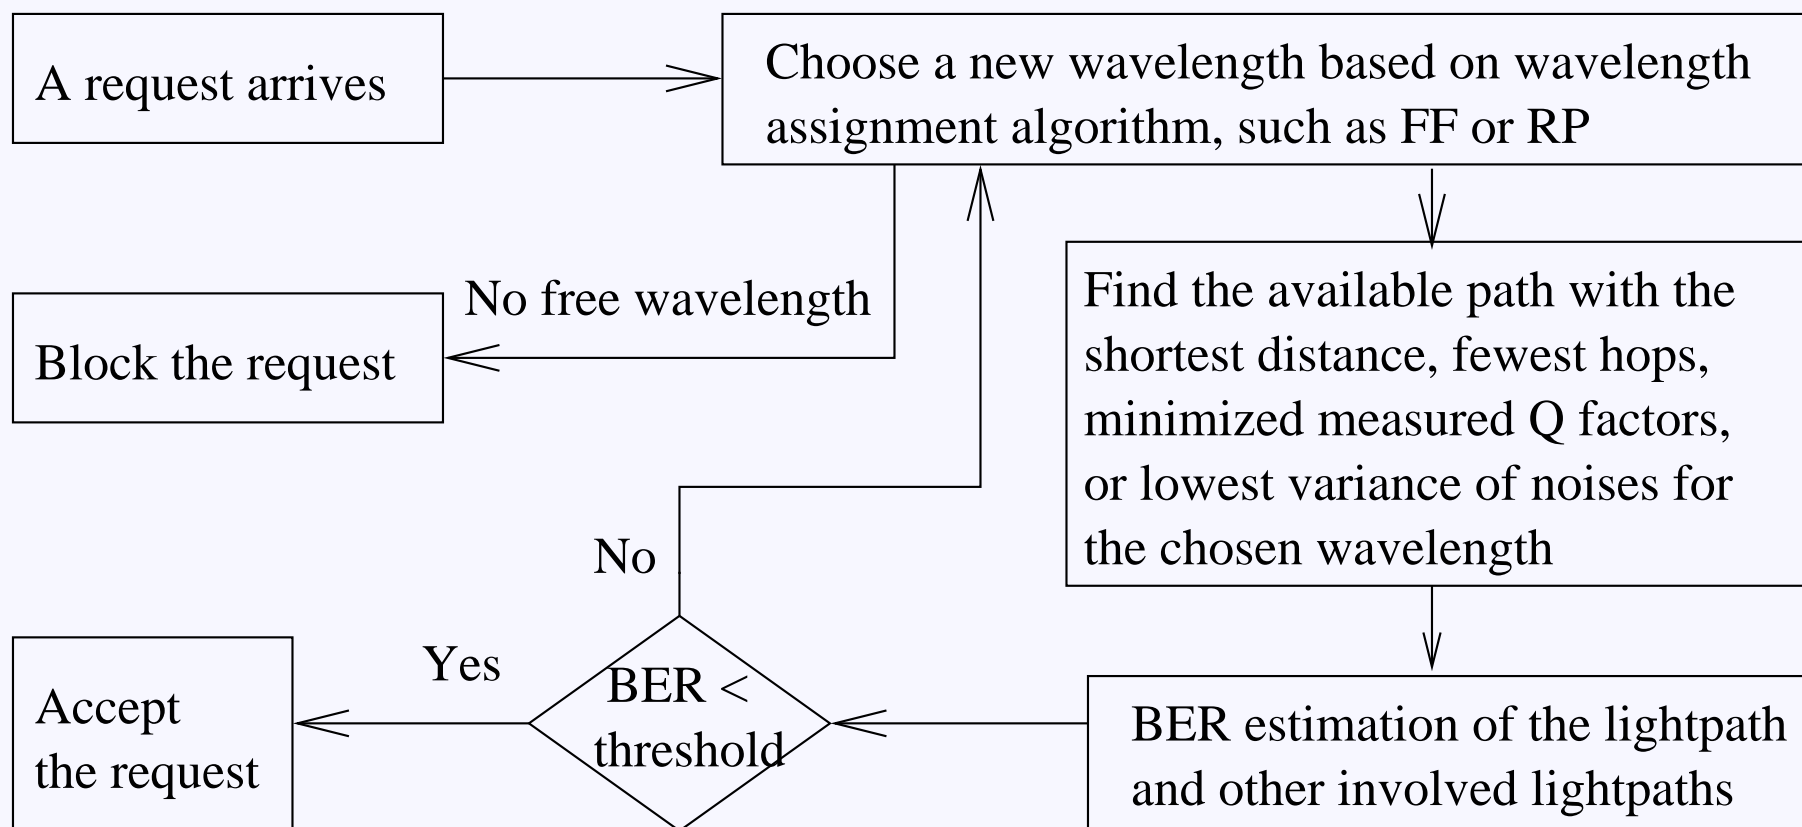 A request arrives
Choose a new wavelength based on wavelength
assignment algorithm, such as FF or RP
No free wavelength
Block the request
Find the available path with the
shortest distance, fewest hops,
minimized measured Q factors,
or lowest variance of noises for
the chosen wavelength
No
Yes
BER <
threshold
Accept
the request
BER estimation of the lightpath
and other involved lightpaths